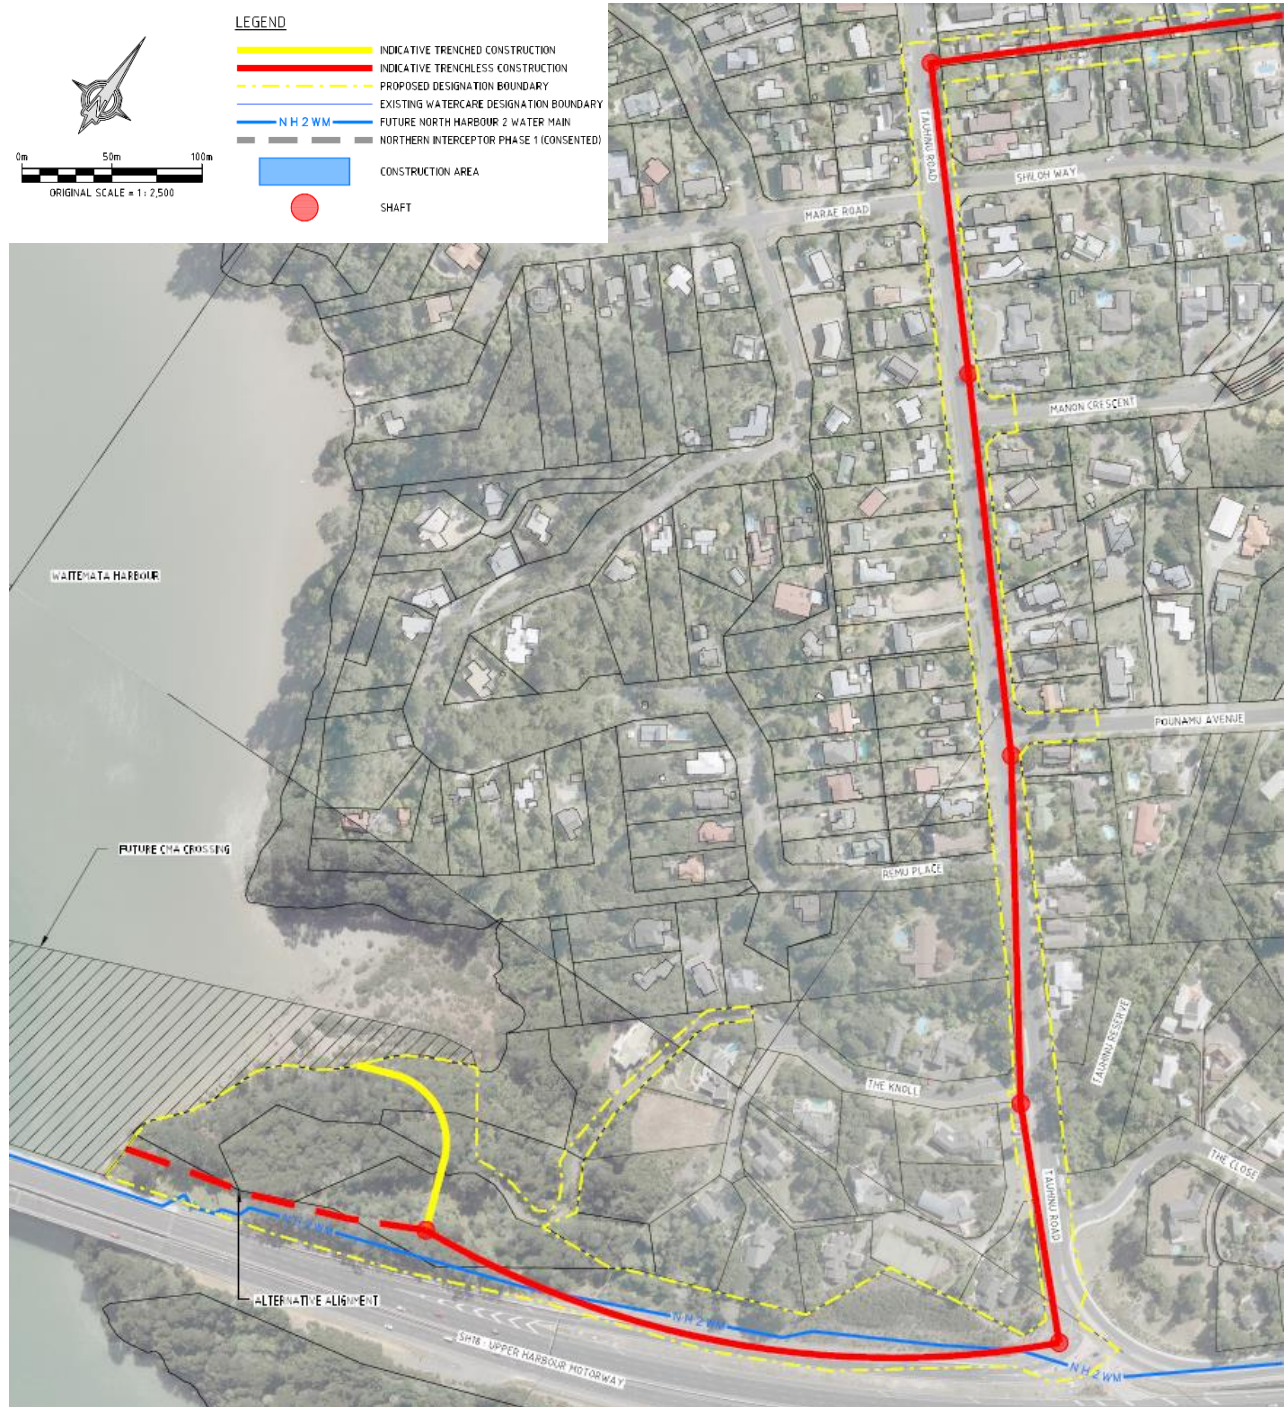 LEGEND
INDICATIVE TRENCHED CONSTRUCTION
INDICATIVE TRENCHLESS CONSTRUCTION
PROPOSED DESIGNATION BOUNDARY
EXISTING WATERCARE DESIGNATION BOUNDARY
NH2WM FUTURE NORTH HARBOUR 2 WATER MAIN
NORTHERN INTERCEPTOR PHASE 1 (CONSENTED)
CONSTRUCTION AREA
SHAFT
N
0m 50m 100m
ORIGINAL SCALE = 1:2,500
TAUHINU ROAD
SHILOH WAY
MARAE ROAD
MANON CRESCENT
WAITEMATA HARBOUR
POUNAMU AVENUE
FUTURE CMA CROSSING
REMU PLACE
TAUHINU RESERVE
THE KNOLL
THE CLOSE
TAUHINU ROAD
NH2WM
ALTERNATIVE ALIGNMENT
NH2WM
SH18 - UPPER HARBOUR MOTORWAY
NH2WM